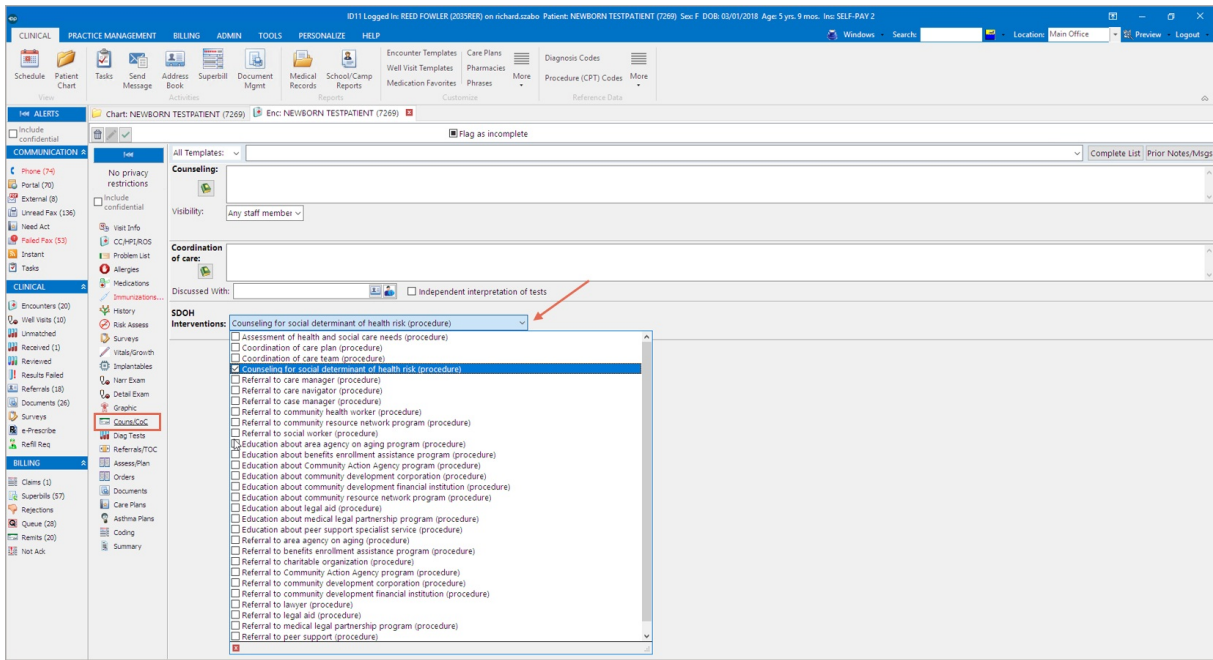 ID11 Logged In: REED FOWLER (2035RER) on richard.szabo Patient: NEWBORN TESTPATIENT (7269) Sex: F DOB: 03/01/2018 Age: 5 yrs. 9 mos. Ins: SELF-PAY 2
CLINICAL PRACTICE MANAGEMENT BILLING ADMIN TOOLS PERSONALIZE HELP Windows Search: Location: Main Office Preview Logout
Schedule Patient Chart Tasks Send Message Address Book Superbill Document Mgmt Medical Records School/Camp Reports
Encounter Templates Care Plans
Well Visit Templates Pharmacies
Medication Favorites Phrases
More
Diagnosis Codes
Procedure (CPT) Codes More
View Activities Reports Customize Reference Data
ALERTS
Chart: NEWBORN TESTPATIENT (7269) Enc: NEWBORN TESTPATIENT (7269)
Include confidential
Flag as incomplete
COMMUNICATION
Phone (74)
Portal (70)
External (8)
Unread Fax (136)
Need Act
Failed Fax (53)
Instant
Tasks
CLINICAL
Encounters (20)
Well Visits (10)
Unmatched
Received (1)
Reviewed
Results Failed
Referrals (18)
Documents (26)
Surveys
e-Prescribe
Refill Req
BILLING
Claims (1)
Superbills (57)
Rejections
Queue (28)
Remits (20)
Not Ack
No privacy
restrictions
Include
confidential
Visit Info
CC/HPI/ROS
Problem List
Allergies
Medications
Immunizations...
History
Risk Assess
Surveys
Vitals/Growth
Implantables
Narr Exam
Detail Exam
Graphic
Couns/CoC
Diag Tests
Referrals/TOC
Assess/Plan
Orders
Documents
Care Plans
Asthma Plans
Coding
Summary
All Templates: Complete List Prior Notes/Msgs
Counseling:
Visibility: Any staff member
Coordination
of care:
Discussed With: Independent interpretation of tests
SDOH
Interventions: Counseling for social determinant of health risk (procedure)
Assessment of health and social care needs (procedure)
Coordination of care plan (procedure)
Coordination of care team (procedure)
Counseling for social determinant of health risk (procedure)
Referral to care manager (procedure)
Referral to care navigator (procedure)
Referral to case manager (procedure)
Referral to community health worker (procedure)
Referral to community resource network program (procedure)
Referral to social worker (procedure)
Education about area agency on aging program (procedure)
Education about benefits enrollment assistance program (procedure)
Education about Community Action Agency program (procedure)
Education about community development corporation (procedure)
Education about community development financial institution (procedure)
Education about community resource network program (procedure)
Education about legal aid (procedure)
Education about medical legal partnership program (procedure)
Education about peer support specialist service (procedure)
Referral to area agency on aging (procedure)
Referral to benefits enrollment assistance program (procedure)
Referral to charitable organization (procedure)
Referral to Community Action Agency program (procedure)
Referral to community development corporation (procedure)
Referral to community development financial institution (procedure)
Referral to lawyer (procedure)
Referral to legal aid (procedure)
Referral to medical legal partnership program (procedure)
Referral to peer support (procedure)